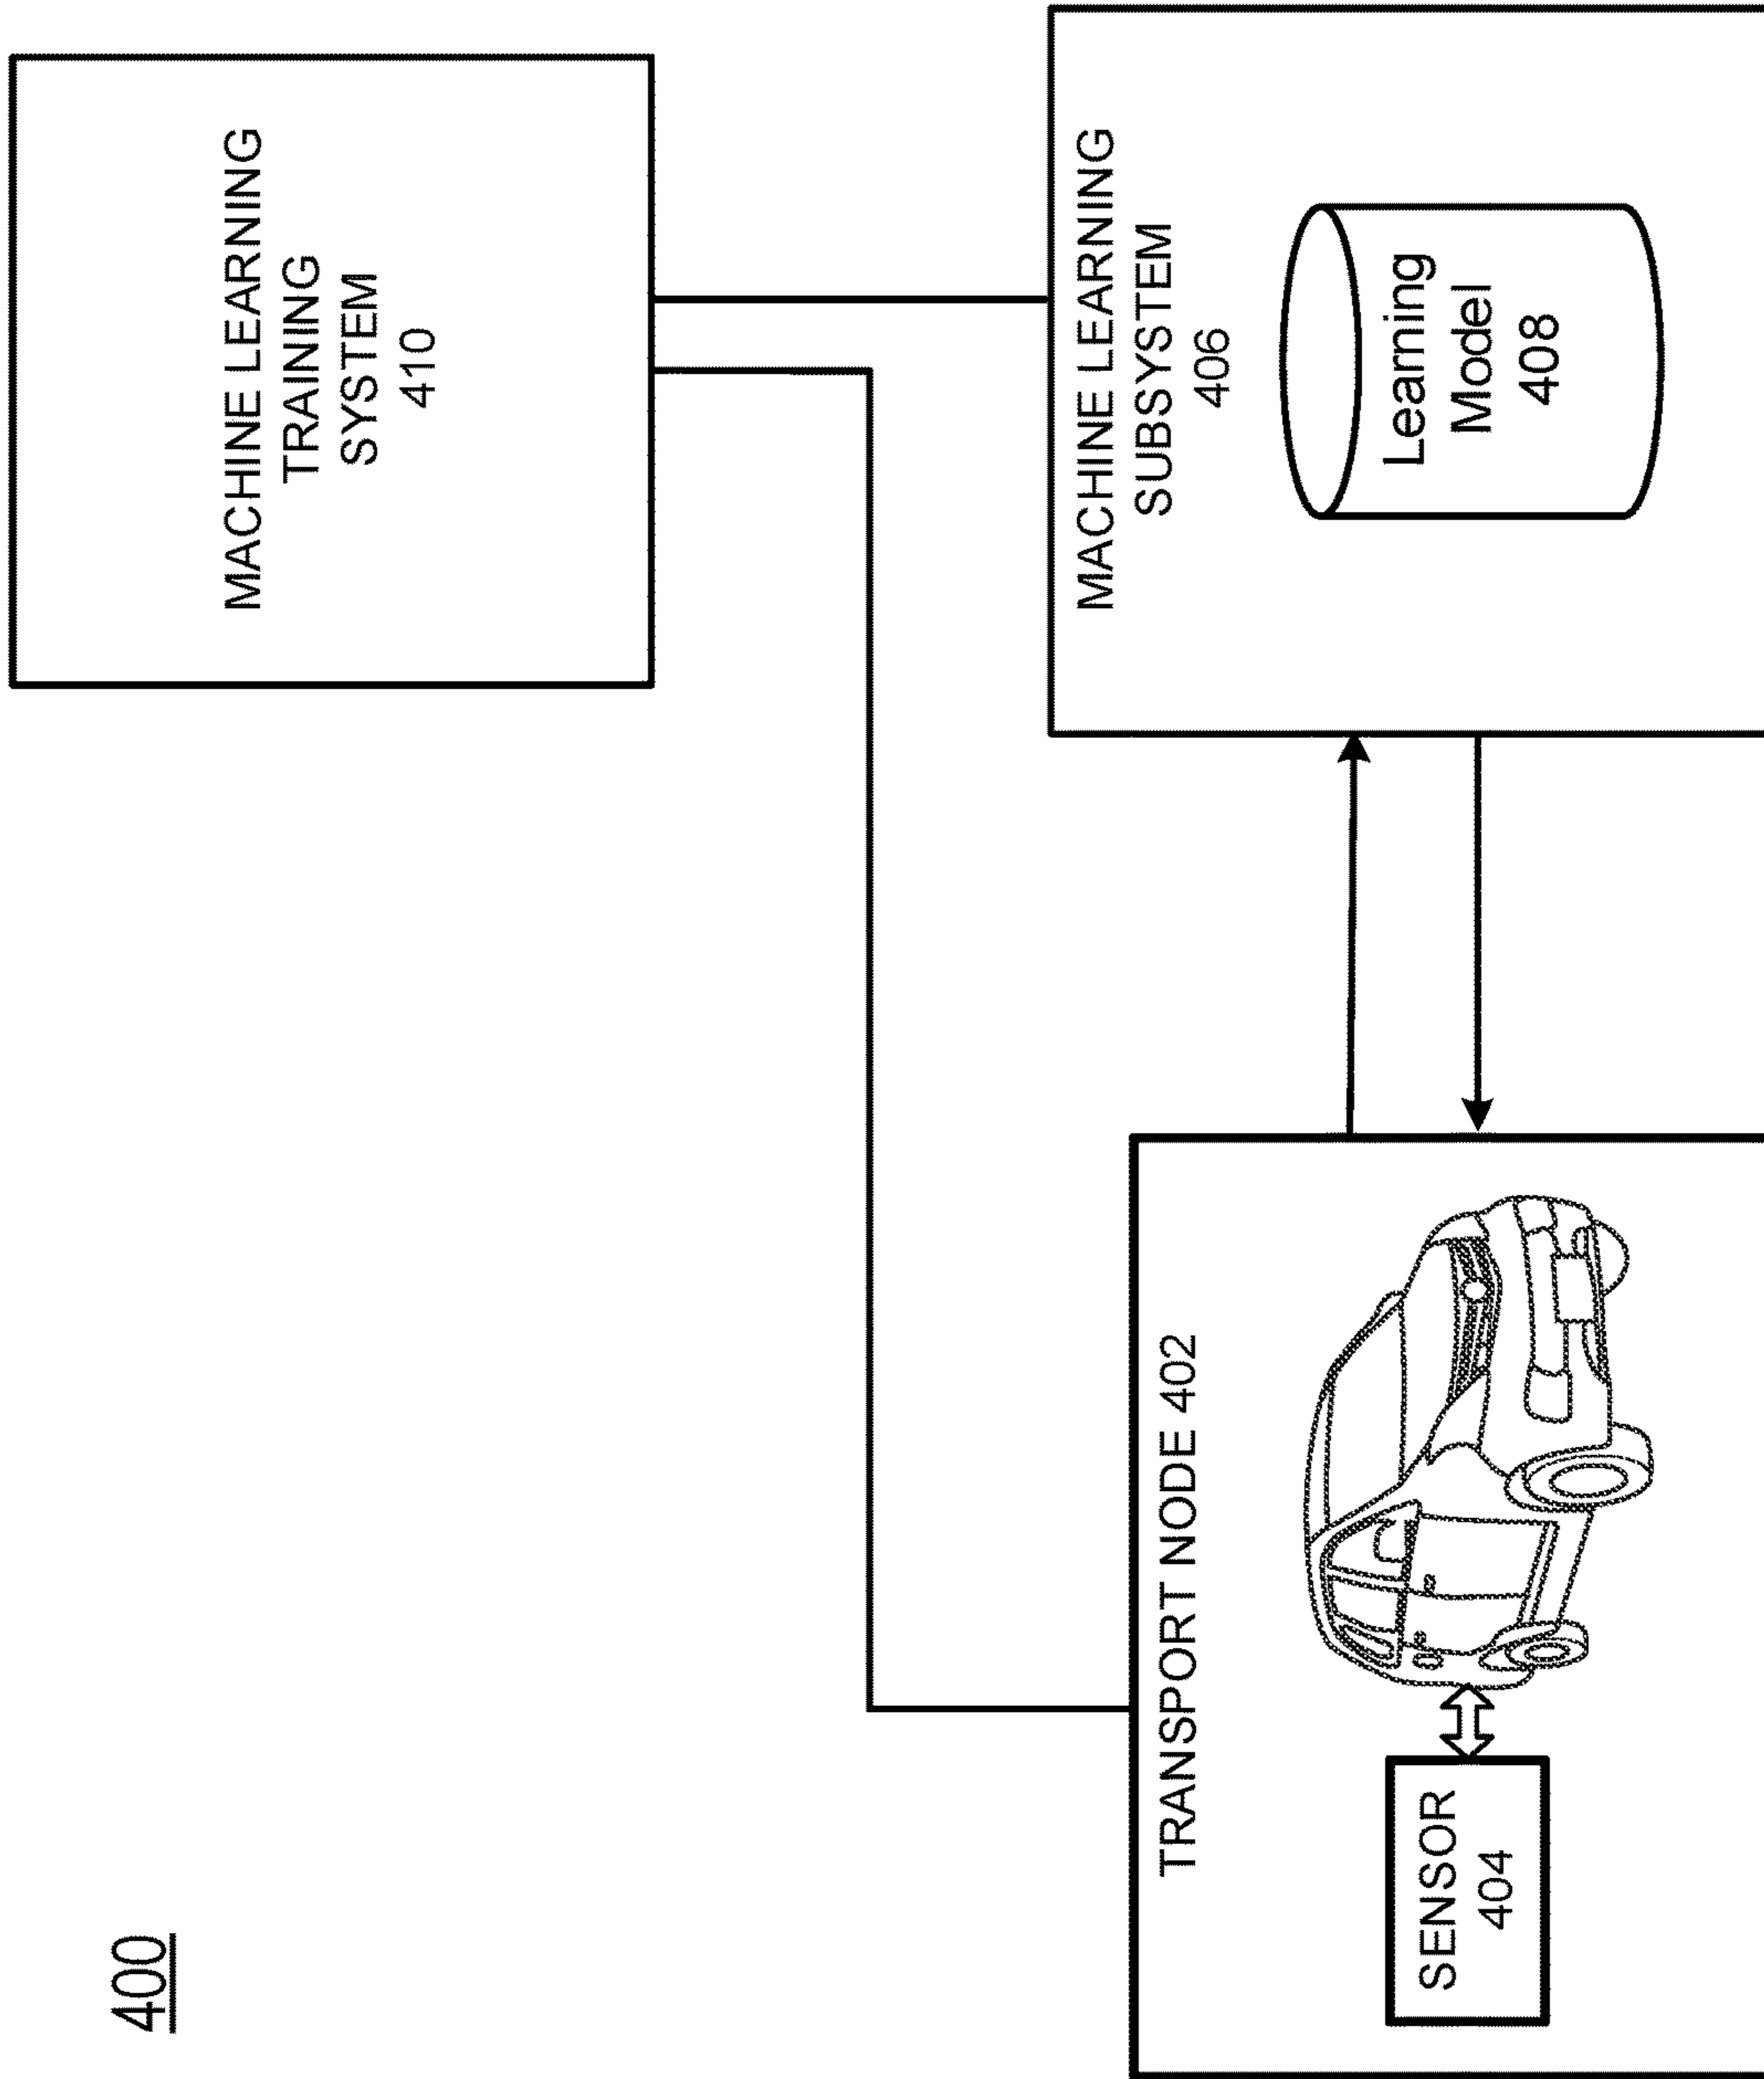 400
MACHINE LEARNING
TRAINING
SYSTEM
410
TRANSPORT NODE 402
SENSOR
404
MACHINE LEARNING
SUBSYSTEM
406
Learning
Model
408